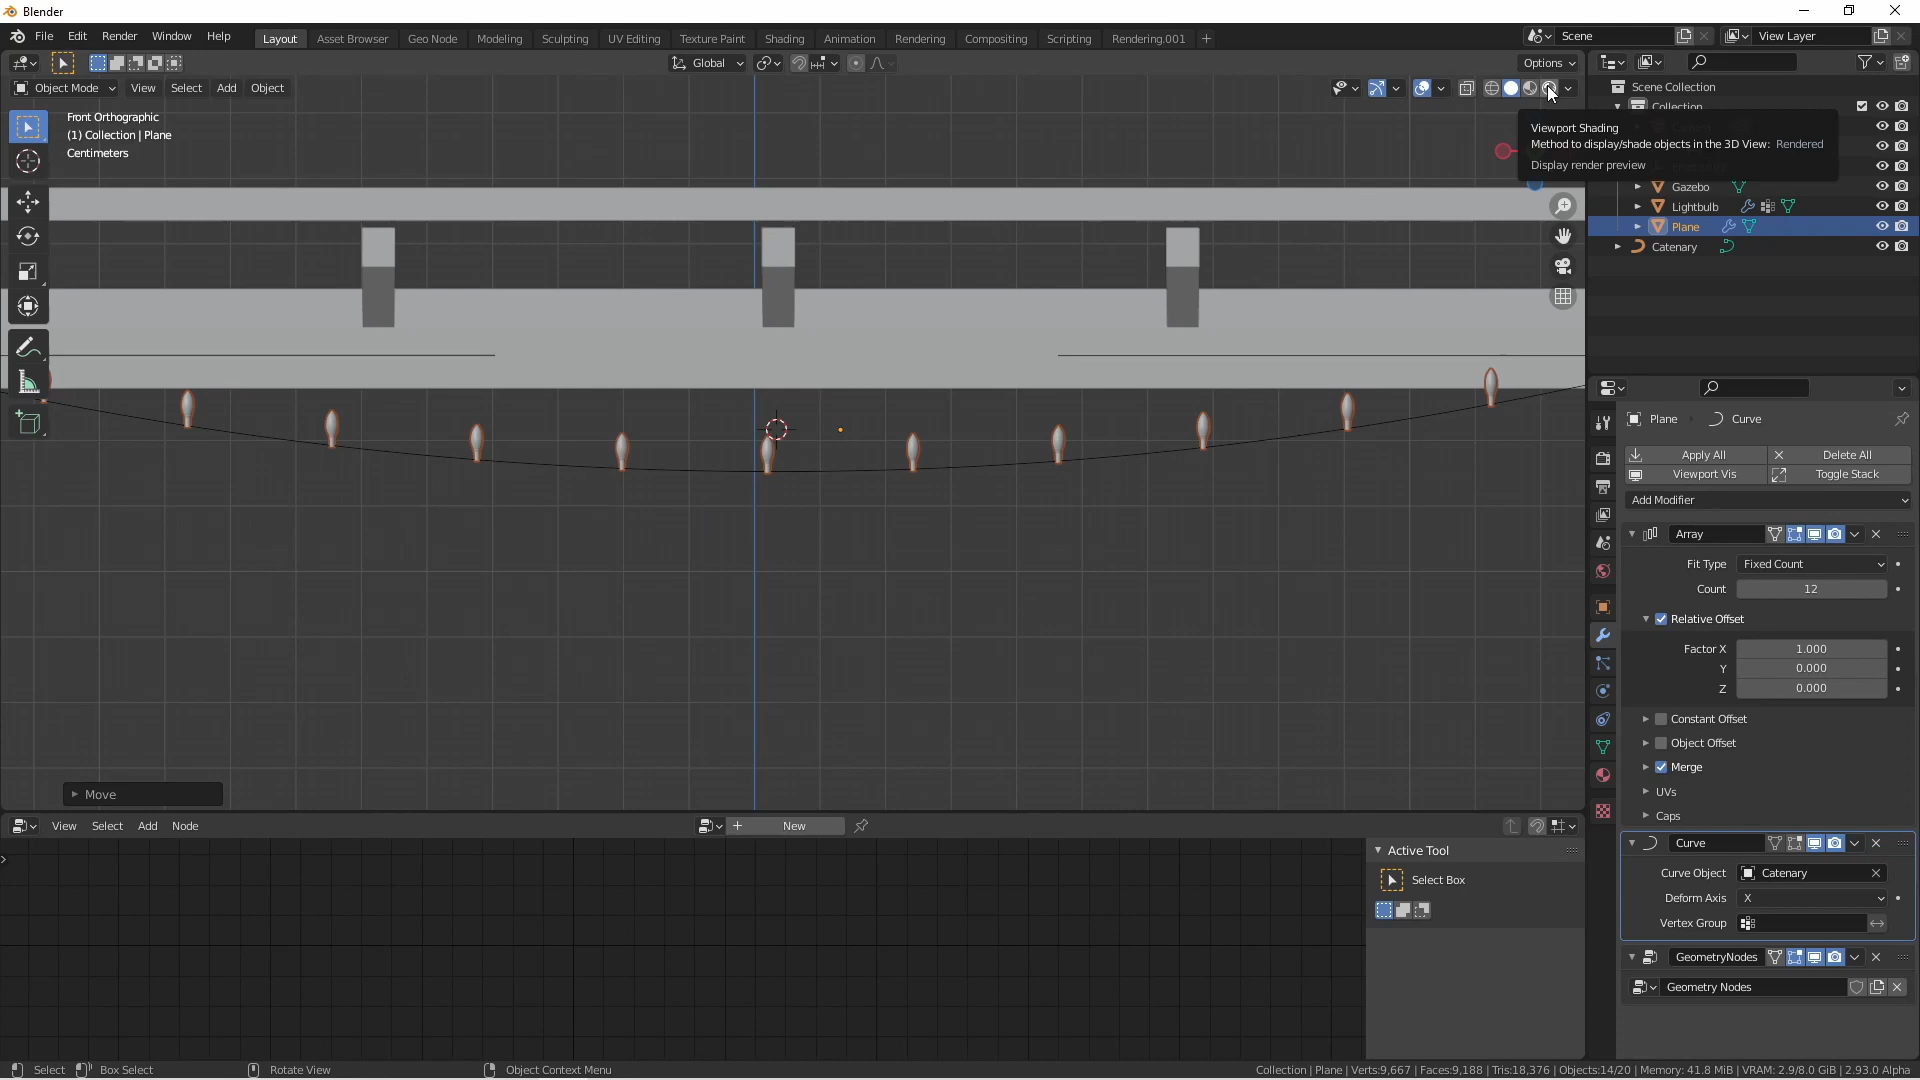 Blender
File Edit Render Window Help
Layout Asset Browser Geo Node Modeling Sculpting UV Editing Texture Paint Shading Animation Rendering Compositing Scripting Rendering.001 +
Scene
View Layer
Global
Options
Object Mode View Select Add Object
Front Orthographic
(1) Collection | Plane
Centimeters
Viewport Shading
Method to display/shade objects in the 3D View: Rendered
Display render preview
Scene Collection
Collection
Gazebo
Lightbulb
Plane
Catenary
Move
Plane Curve
Apply All Delete All
Viewport Vis Toggle Stack
Add Modifier
Array
Fit Type Fixed Count
Count 12
Relative Offset
Factor X 1.000
Y 0.000
Z 0.000
Constant Offset
Object Offset
Merge
UVs
Caps
Curve
Curve Object Catenary
Deform Axis X
Vertex Group
GeometryNodes
Geometry Nodes
View Select Add Node
New
Active Tool
Select Box
Select Box Select Rotate View Object Context Menu
Collection | Plane | Verts:9,667 | Faces:9,188 | Tris:18,376 | Objects:14/20 | Memory: 41.8 MiB | VRAM: 2.9/8.0 GiB | 2.93.0 Alpha